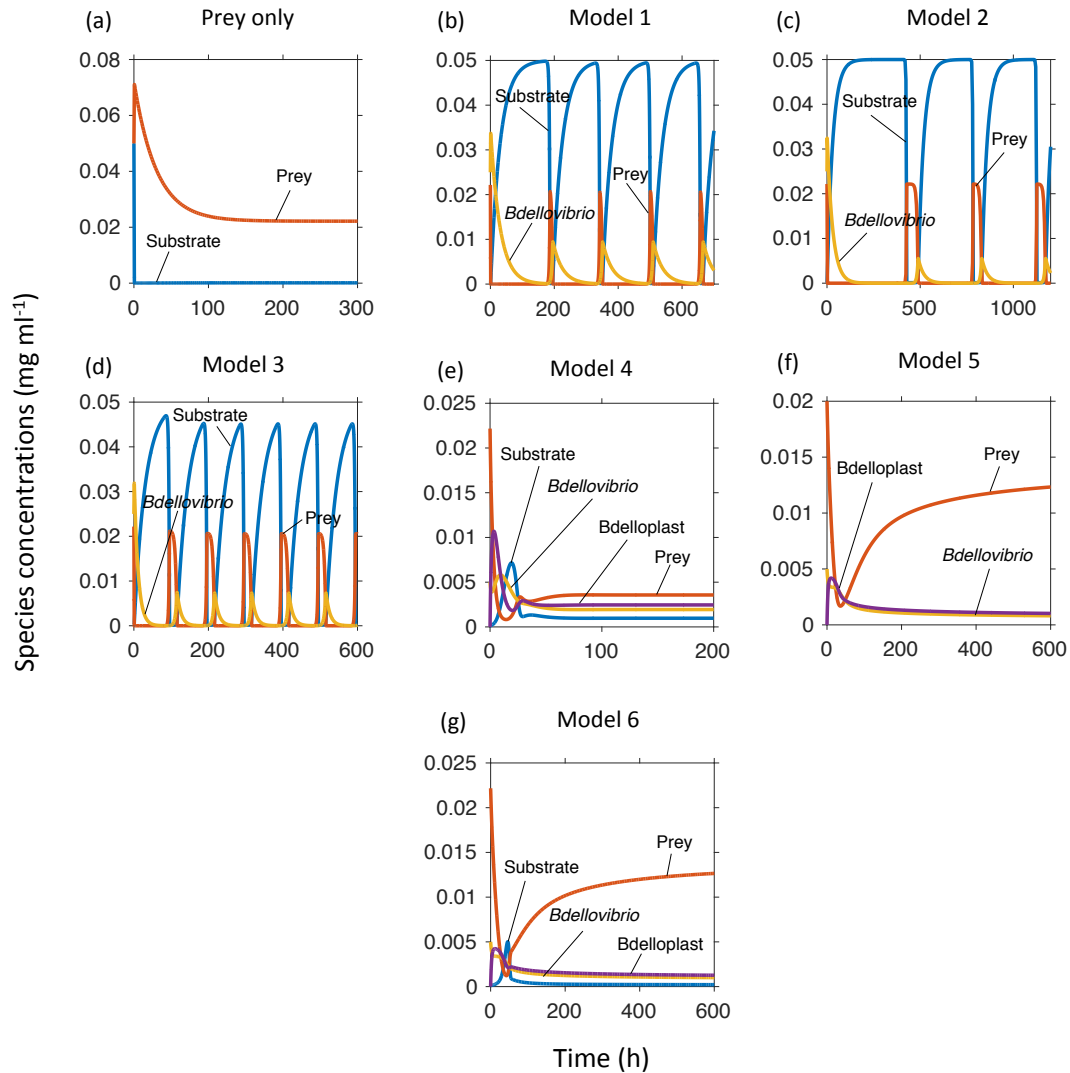 (a) Prey only
0.08
0.06
0.04
0.02
0
Prey
Substrate
0 100 200 300
(b) Model 1
0.05
0.04
0.03
0.02
0.01
0
Substrate
Prey
Bdellovibrio
0 200 400 600
(c) Model 2
0.05
0.04
0.03
0.02
0.01
0
Substrate
Prey
Bdellovibrio
0 500 1000
(d) Model 3
0.05
0.04
0.03
0.02
0.01
0
Substrate
Bdellovibrio
Prey
0 200 400 600
(e) Model 4
0.025
0.02
0.015
0.01
0.005
0
Substrate
Bdellovibrio
Bdelloplast
Prey
0 100 200
(f) Model 5
0.02
0.015
0.01
0.005
0
Bdelloplast
Prey
Bdellovibrio
0 200 400 600
(g) Model 6
0.025
0.02
0.015
0.01
0.005
0
Prey
Substrate
Bdellovibrio
Bdelloplast
0 200 400 600
Species concentrations (mg ml⁻¹)
Time (h)